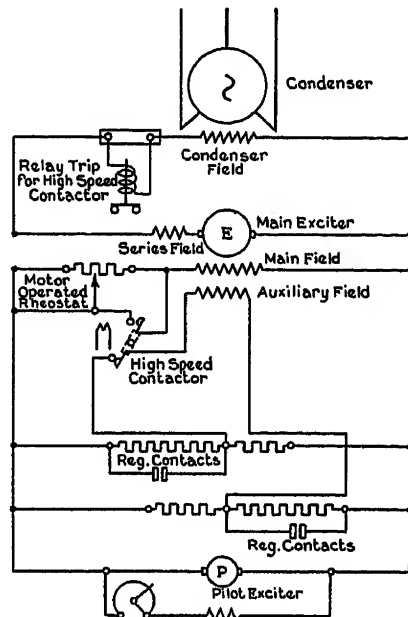 Condenser
Condenser
Field
Relay Trip
for High Speed
Contactor
Main Exciter
E
Series Field
Main Field
Motor
Operated
Rheostat
Auxiliary Field
High Speed
Contactor
Reg. Contacts
Reg. Contacts
P
Pilot Exciter